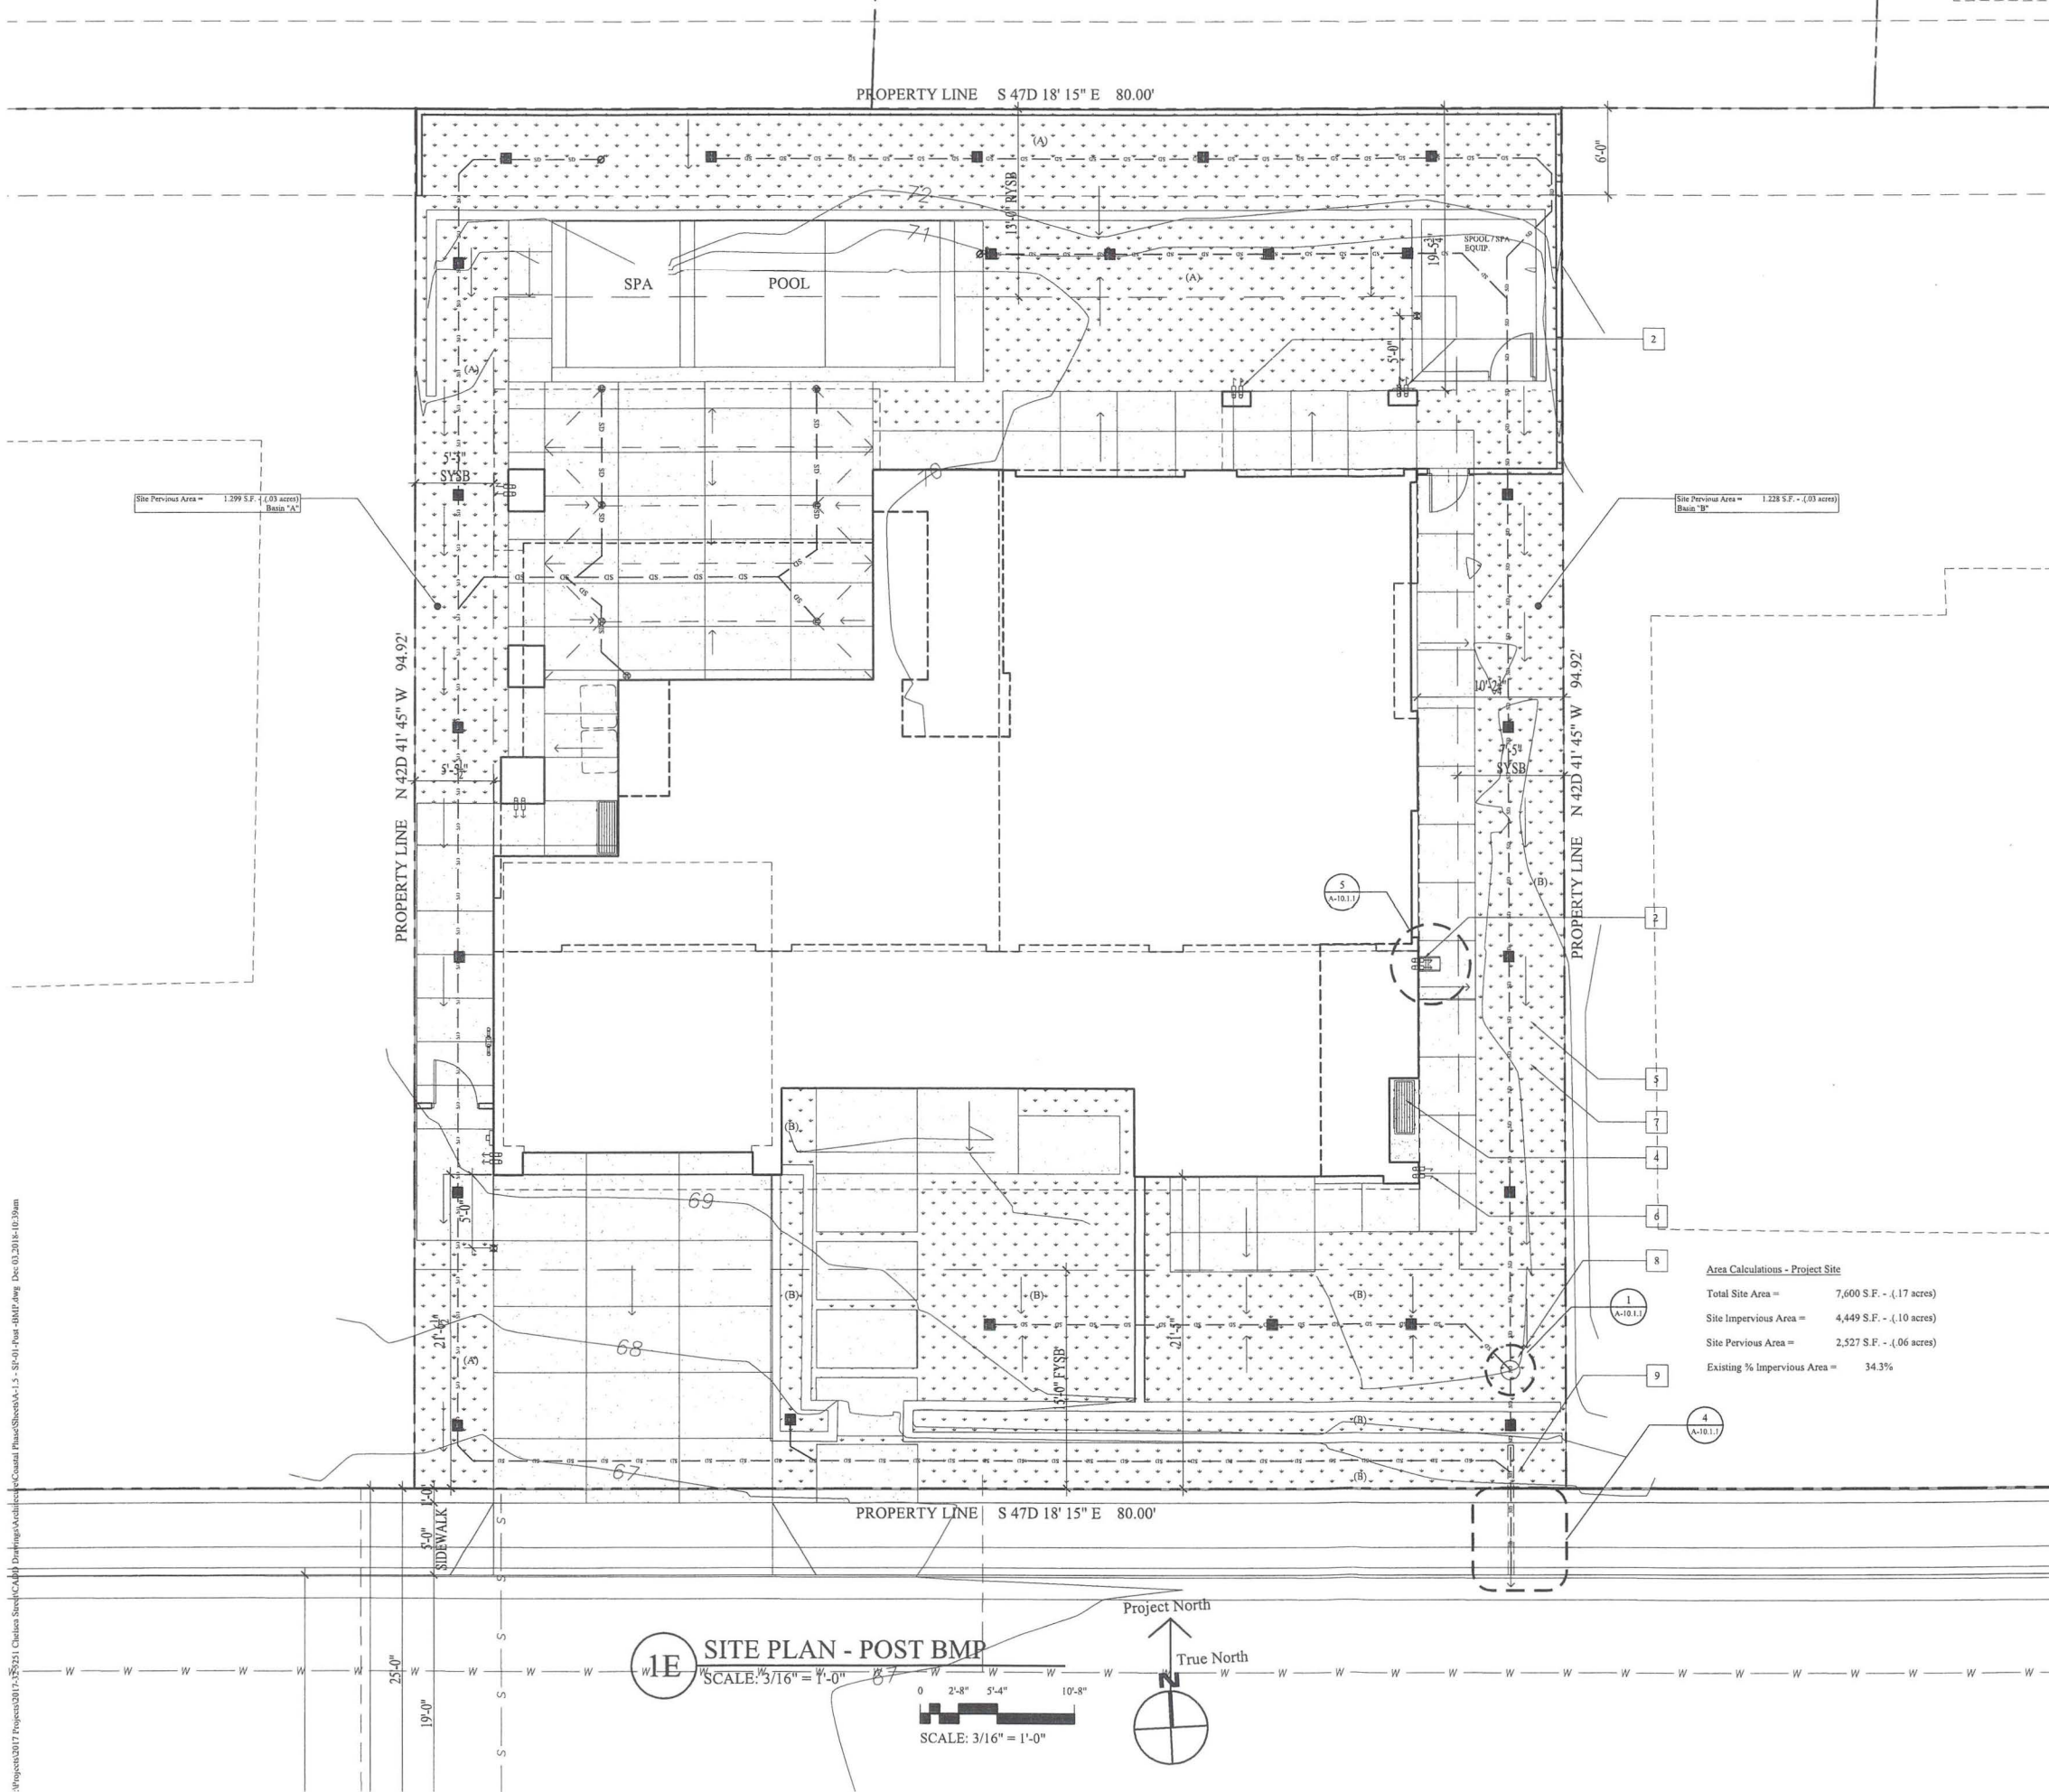 PROPERTY LINE S 47D 18' 15" E 80.00'
(A)
6'-0"
13'-0" RYSB
72
71
19'-5 3/4"
SPOOL / SPA
EQUIP.
SPA
POOL
(A)
5'-0"
2
(A)
70
5'-3"
SYSB
Site Pervious Area = 1.299 S.F. - .(.03 acres)
Basin "A"
Site Pervious Area = 1.228 S.F. - .(.03 acres)
Basin "B"
PROPERTY LINE N 42D 41' 45" W 94.92'
PROPERTY LINE N 42D 41' 45" W 94.92'
7'-5"
SYSB
5
A-10.1.1
(B)
2
5
7
(B)
4
6
69
5'-0"
8
(B)
(B)
(B)
1
A-10.1.1
Area Calculations - Project Site
Total Site Area = 7,600 S.F. - .(.17 acres)
Site Impervious Area = 4,449 S.F. - .(.10 acres)
Site Pervious Area = 2,527 S.F. - .(.06 acres)
Existing % Impervious Area = 34.3%
68
(A)
21'-5"
9
(B)
4
A-10.1.1
67
(B)
PROPERTY LINE S 47D 18' 15" E 80.00'
5'-0"
SIDEWALK
Project North
True North
N
1E
SITE PLAN - POST BMP
SCALE: 3/16" = 1'-0"
67
25'-0"
19'-0"
0 2'-8" 5'-4" 10'-8"
SCALE: 3/16" = 1'-0"